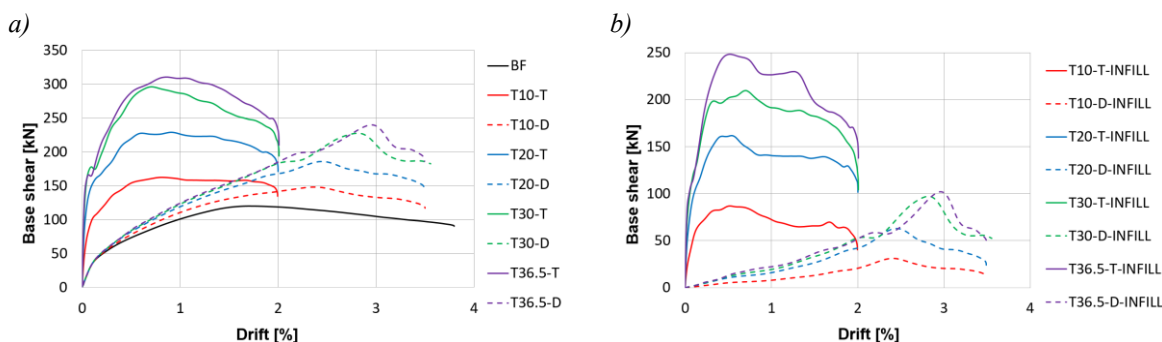 a)
Base shear [kN]
350
300
250
200
150
100
50
0
0 1 2 3 4
Drift [%]
BF
T10-T
T10-D
T20-T
T20-D
T30-T
T30-D
T36.5-T
T36.5-D
b)
Base shear [kN]
250
200
150
100
50
0
0 1 2 3 4
Drift [%]
T10-T-INFILL
T10-D-INFILL
T20-T-INFILL
T20-D-INFILL
T30-T-INFILL
T30-D-INFILL
T36.5-T-INFILL
T36.5-D-INFILL